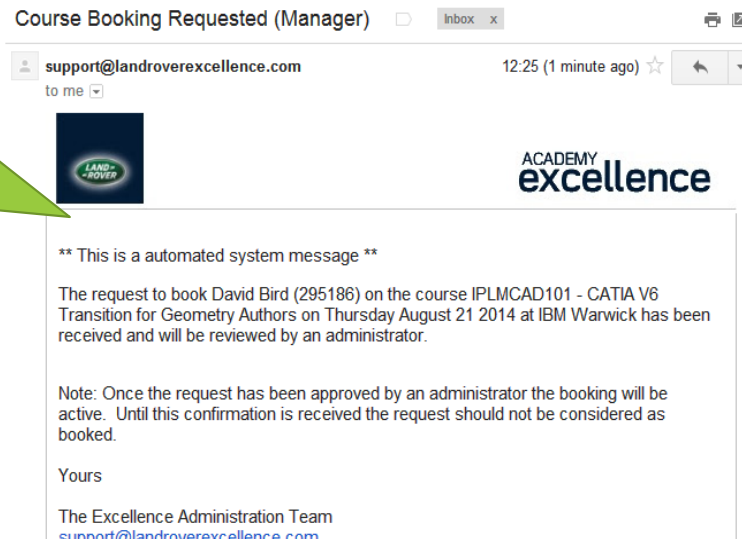 Course Booking Requested (Manager)
Inbox x
support@landroverexcellence.com
12:25 (1 minute ago)
to me
LAND-
-ROVER
ACADEMY
excellence
** This is a automated system message **
The request to book David Bird (295186) on the course IPLMCAD101 - CATIA V6
Transition for Geometry Authors on Thursday August 21 2014 at IBM Warwick has been
received and will be reviewed by an administrator.
Note: Once the request has been approved by an administrator the booking will be
active. Until this confirmation is received the request should not be considered as
booked.
Yours
The Excellence Administration Team
support@landroverexcellence.com